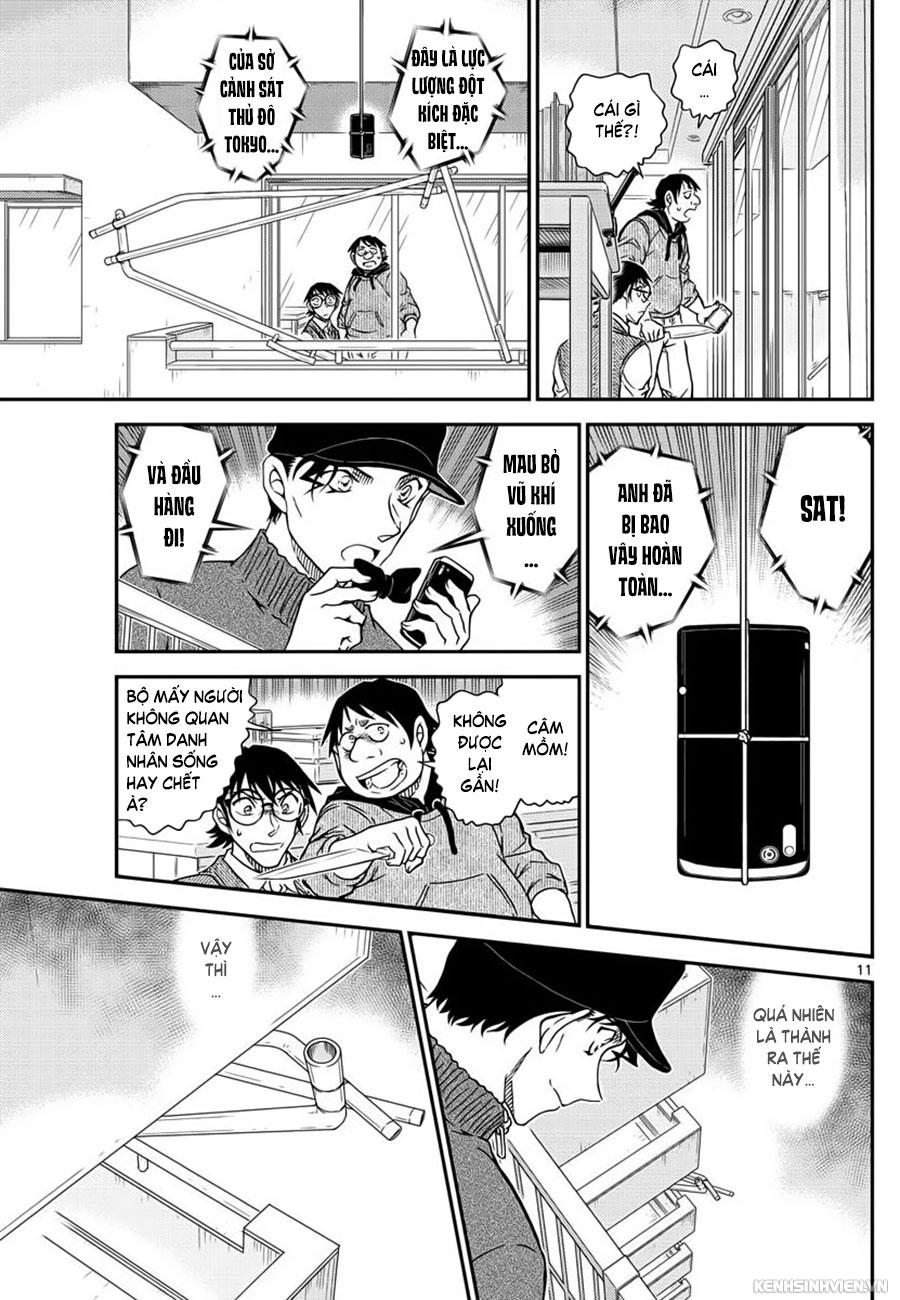 CÁI
...
CÁI GÌ
THẾ?!
ĐÂY LÀ LỰC
LƯỢNG ĐỘT
KÍCH ĐẶC
BIỆT...
CỦA SỞ
CẢNH SÁT
THỦ ĐÔ
TOKYO...
SAT!
ANH ĐÃ
BỊ BAO
VÂY HOÀN
TOÀN...
MAU BỎ
VŨ KHÍ
XUỐNG
...
VÀ ĐẦU
HÀNG
ĐI!
CÂM
MỒM!
KHÔNG
ĐƯỢC
LẠI
GẦN!
BỘ MẤY NGƯỜI
KHÔNG QUAN
TÂM DANH
NHÂN SỐNG
HAY CHẾT
À?
11
QUẢ NHIÊN
LÀ THÀNH
RA THẾ
NÀY...
VẬY
THÌ
...
KENHSINHVIEN.VN